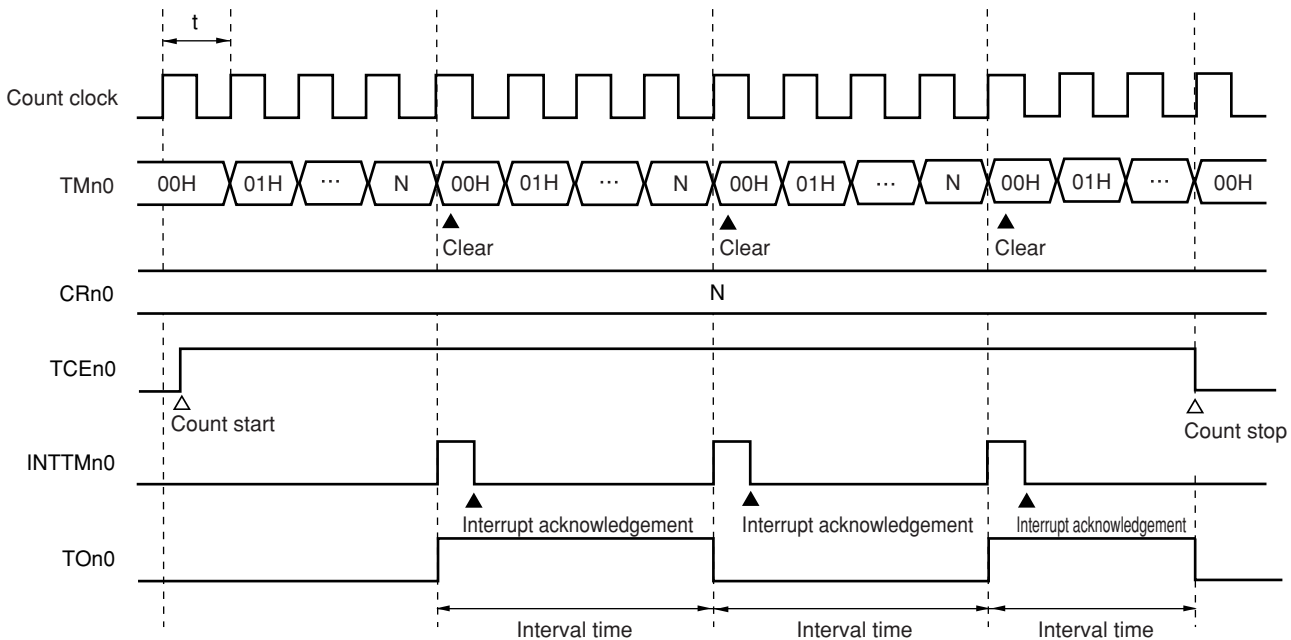 t
Count clock
TMn0 00H 01H ··· N 00H 01H ··· N 00H 01H ··· N 00H 01H ··· 00H
Clear Clear Clear
CRn0 N
TCEn0
Count start Count stop
INTTMn0
Interrupt acknowledgement Interrupt acknowledgement Interrupt acknowledgement
TOn0
Interval time Interval time Interval time